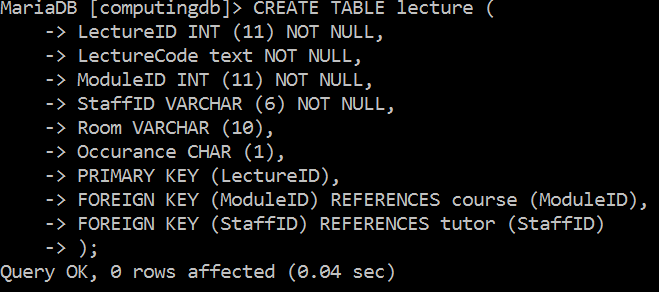 MariaDB [computingdb]> CREATE TABLE lecture (
    -> LectureID INT (11) NOT NULL,
    -> LectureCode text NOT NULL,
    -> ModuleID INT (11) NOT NULL,
    -> StaffID VARCHAR (6) NOT NULL,
    -> Room VARCHAR (10),
    -> Occurance CHAR (1),
    -> PRIMARY KEY (LectureID),
    -> FOREIGN KEY (ModuleID) REFERENCES course (ModuleID),
    -> FOREIGN KEY (StaffID) REFERENCES tutor (StaffID)
    -> );
Query OK, 0 rows affected (0.04 sec)